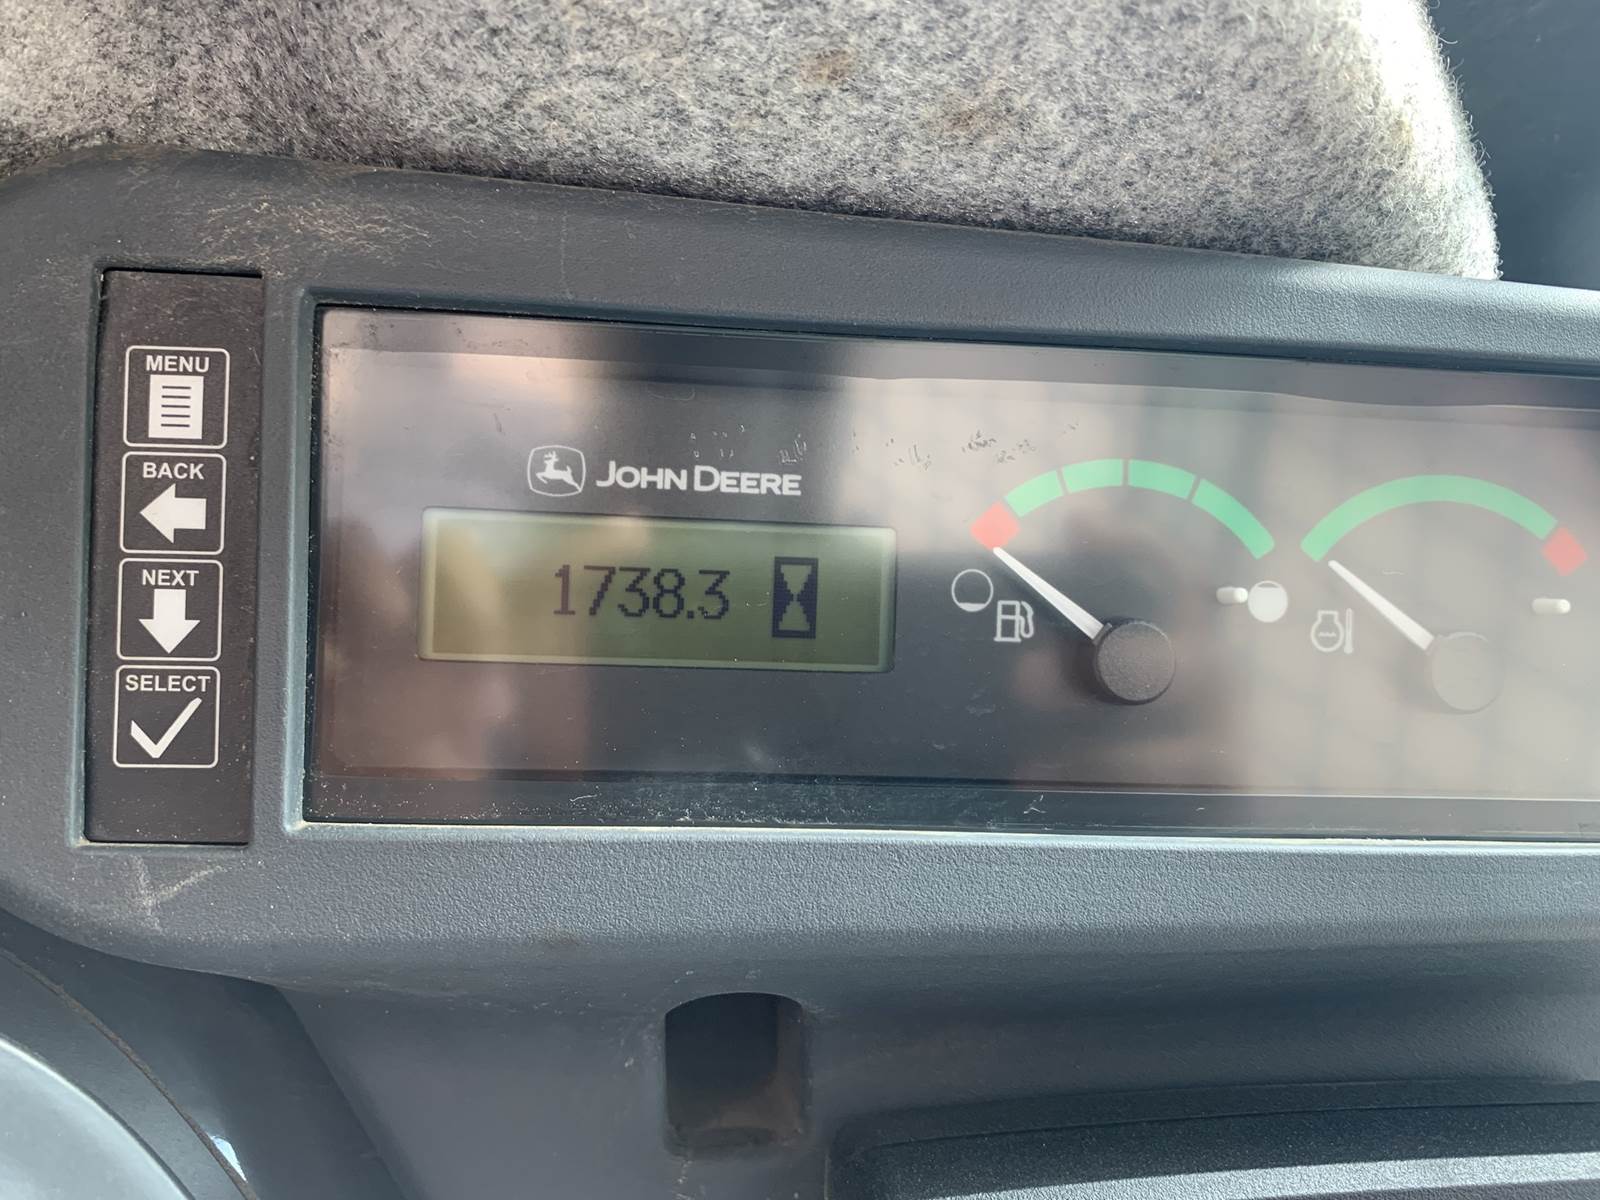 MENU
BACK
NEXT
SELECT
JOHN DEERE
1738.3